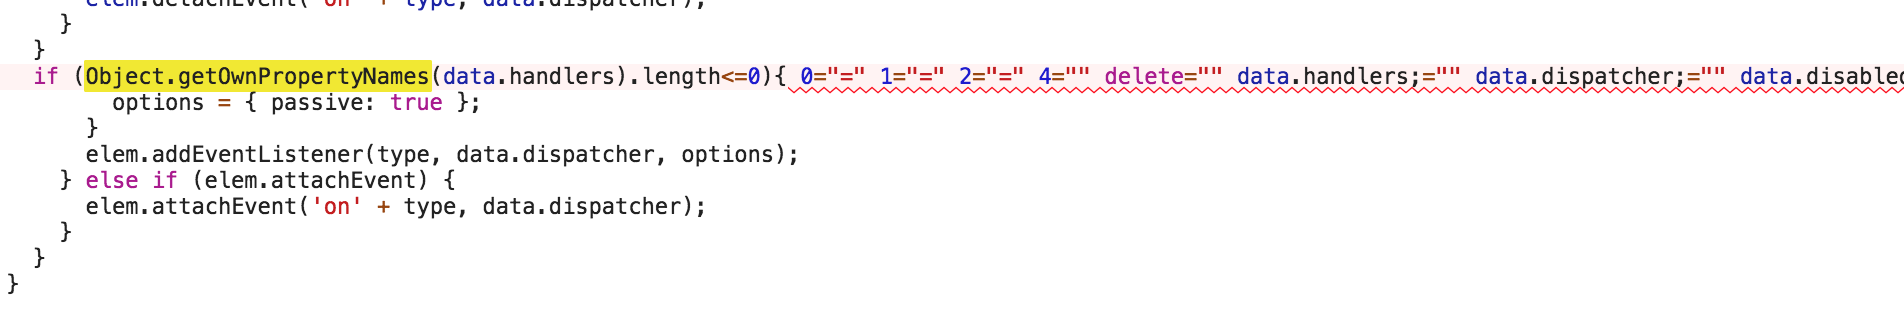 elem.detachEvent('on' + type, data.dispatcher);
}
}
if (Object.getOwnPropertyNames(data.handlers).length<=0){ 0="=" 1="=" 2="=" 4="" delete="" data.handlers;="" data.dispatcher;="" data.disabled
options = { passive: true };
}
elem.addEventListener(type, data.dispatcher, options);
} else if (elem.attachEvent) {
elem.attachEvent('on' + type, data.dispatcher);
}
}
}